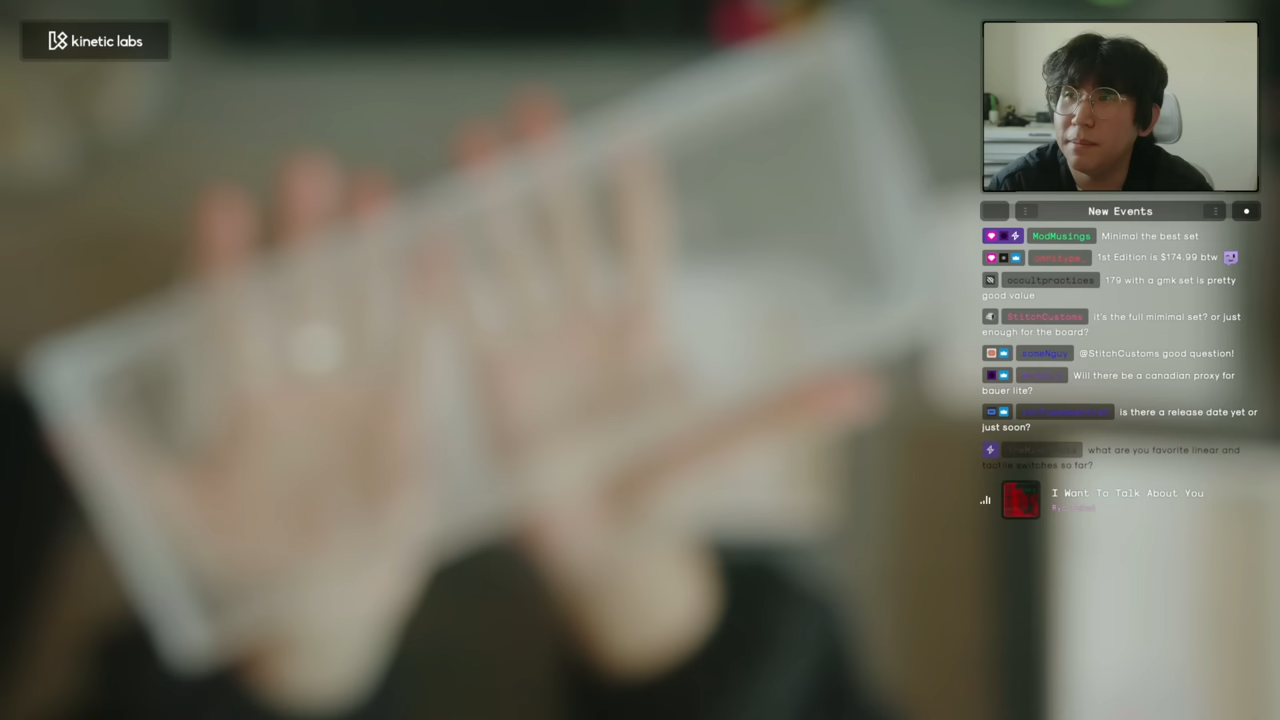 kinetic labs
New Events
ModMusings Minimal the best set
1st Edition is $174.99 btw
occultpractices 179 with a gmk set is pretty
good value
StitchCustoms it's the full mimimal set? or just
enough for the board?
someNguy @StitchCustoms good question!
Will there be a canadian proxy for
bauer lite?
is there a release date yet or
just soon?
what are you favorite linear and
tactile switches so far?
I Want To Talk About You